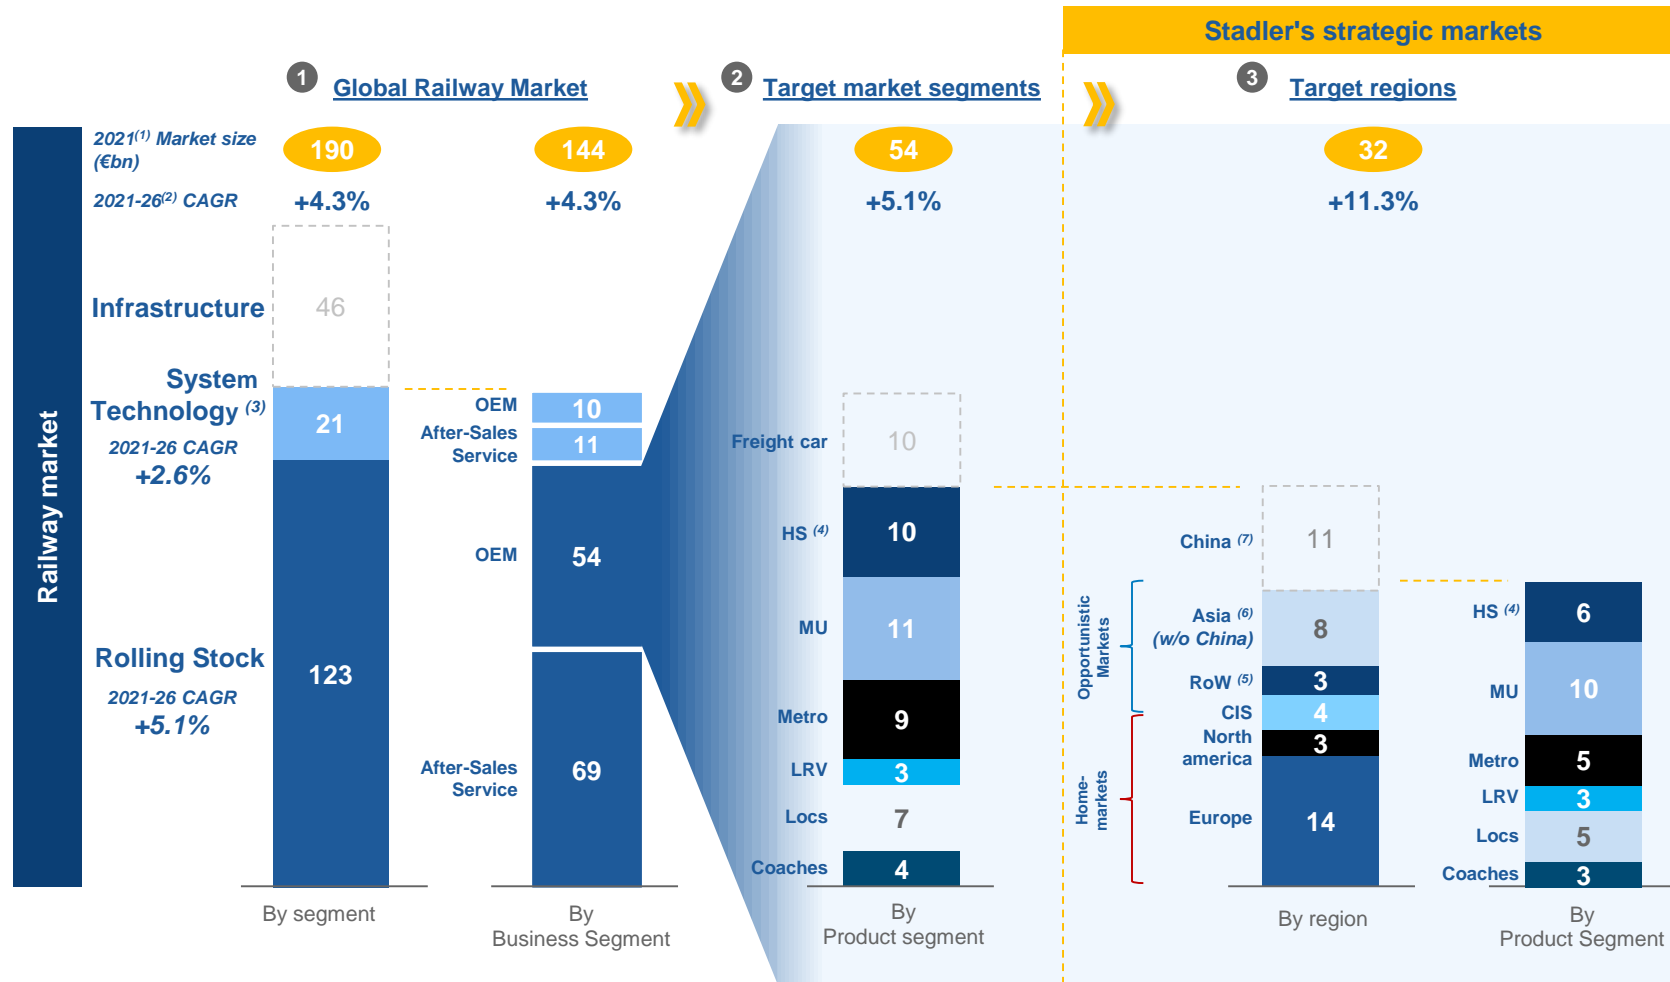 Stadler's strategic markets
1
Global Railway Market
2
Target market segments
3
Target regions
Railway market
2021(1) Market size
(€bn)
190
144
54
32
2021-26(2) CAGR
+4.3%
+4.3%
+5.1%
+11.3%
Infrastructure
System
Technology (3)
2021-26 CAGR
+2.6%
Rolling Stock
2021-26 CAGR
+5.1%
46
21
123
By segment
OEM
10
After-Sales
Service
11
OEM
54
After-Sales
Service
69
By
Business Segment
Freight car
10
HS (4)
10
MU
11
Metro
9
LRV
3
Locs
7
Coaches
4
By
Product segment
Opportunistic
Markets
Home-
markets
China (7)
11
Asia (6)
(w/o China)
8
RoW (5)
3
CIS
4
North
america
3
Europe
14
By region
HS (4)
6
MU
10
Metro
5
LRV
3
Locs
5
Coaches
3
By
Product Segment